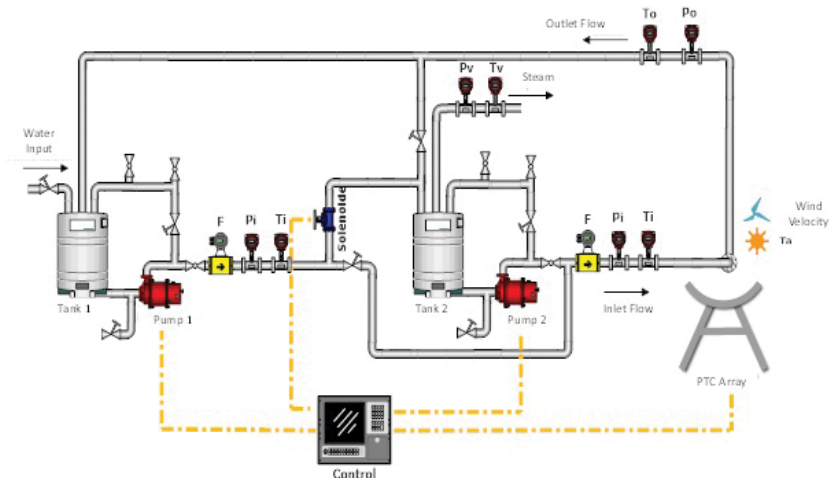 To Po
Outlet Flow
Pv Tv
Steam
Water
Input
F Pi Ti
Solenolde
F Pi Ti
Wind
Velocity
Ta
Tank 1
Pump 1
Tank 2
Pump 2
Inlet Flow
PTC Array
Control